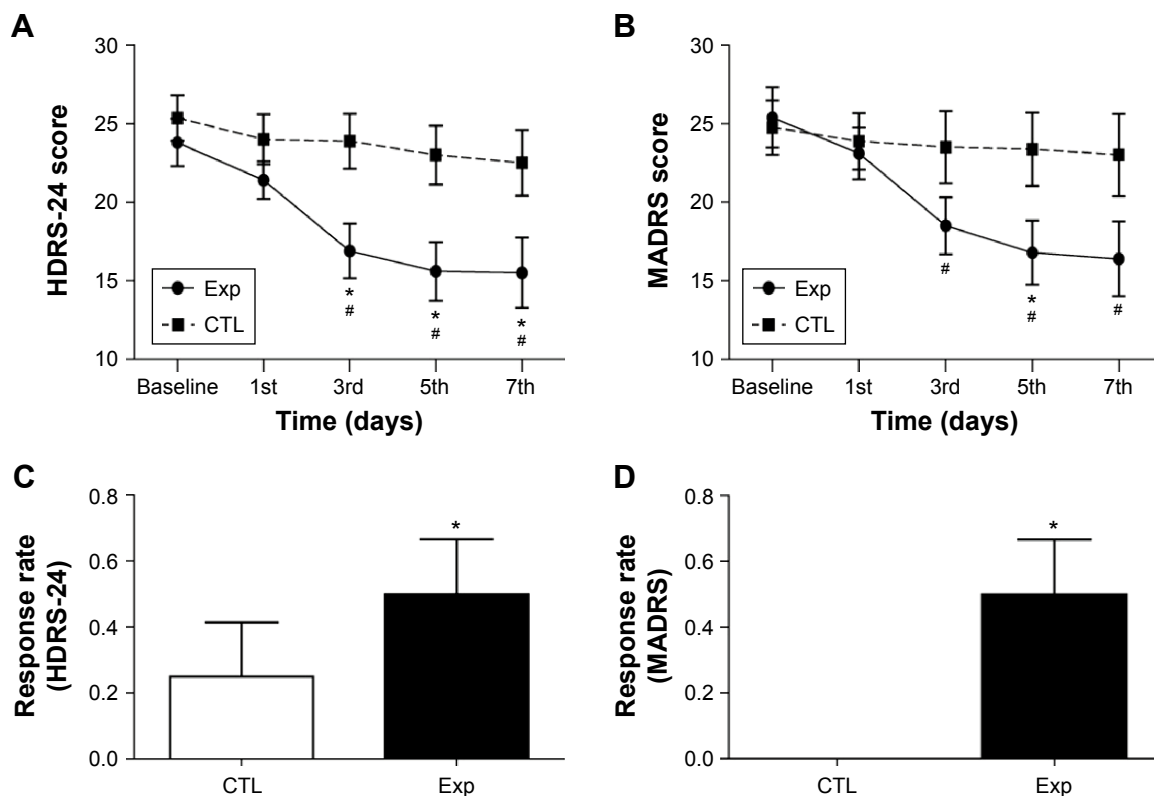 A
30
25
20
15
10
HDRS-24 score
Exp
CTL
*
#
*
#
*
#
Baseline 1st 3rd 5th 7th
Time (days)
B
30
25
20
15
10
MADRS score
Exp
CTL
#
*
#
#
Baseline 1st 3rd 5th 7th
Time (days)
C
0.8
0.6
0.4
0.2
0.0
Response rate
(HDRS-24)
*
CTL Exp
D
0.8
0.6
0.4
0.2
0.0
Response rate
(MADRS)
*
CTL Exp